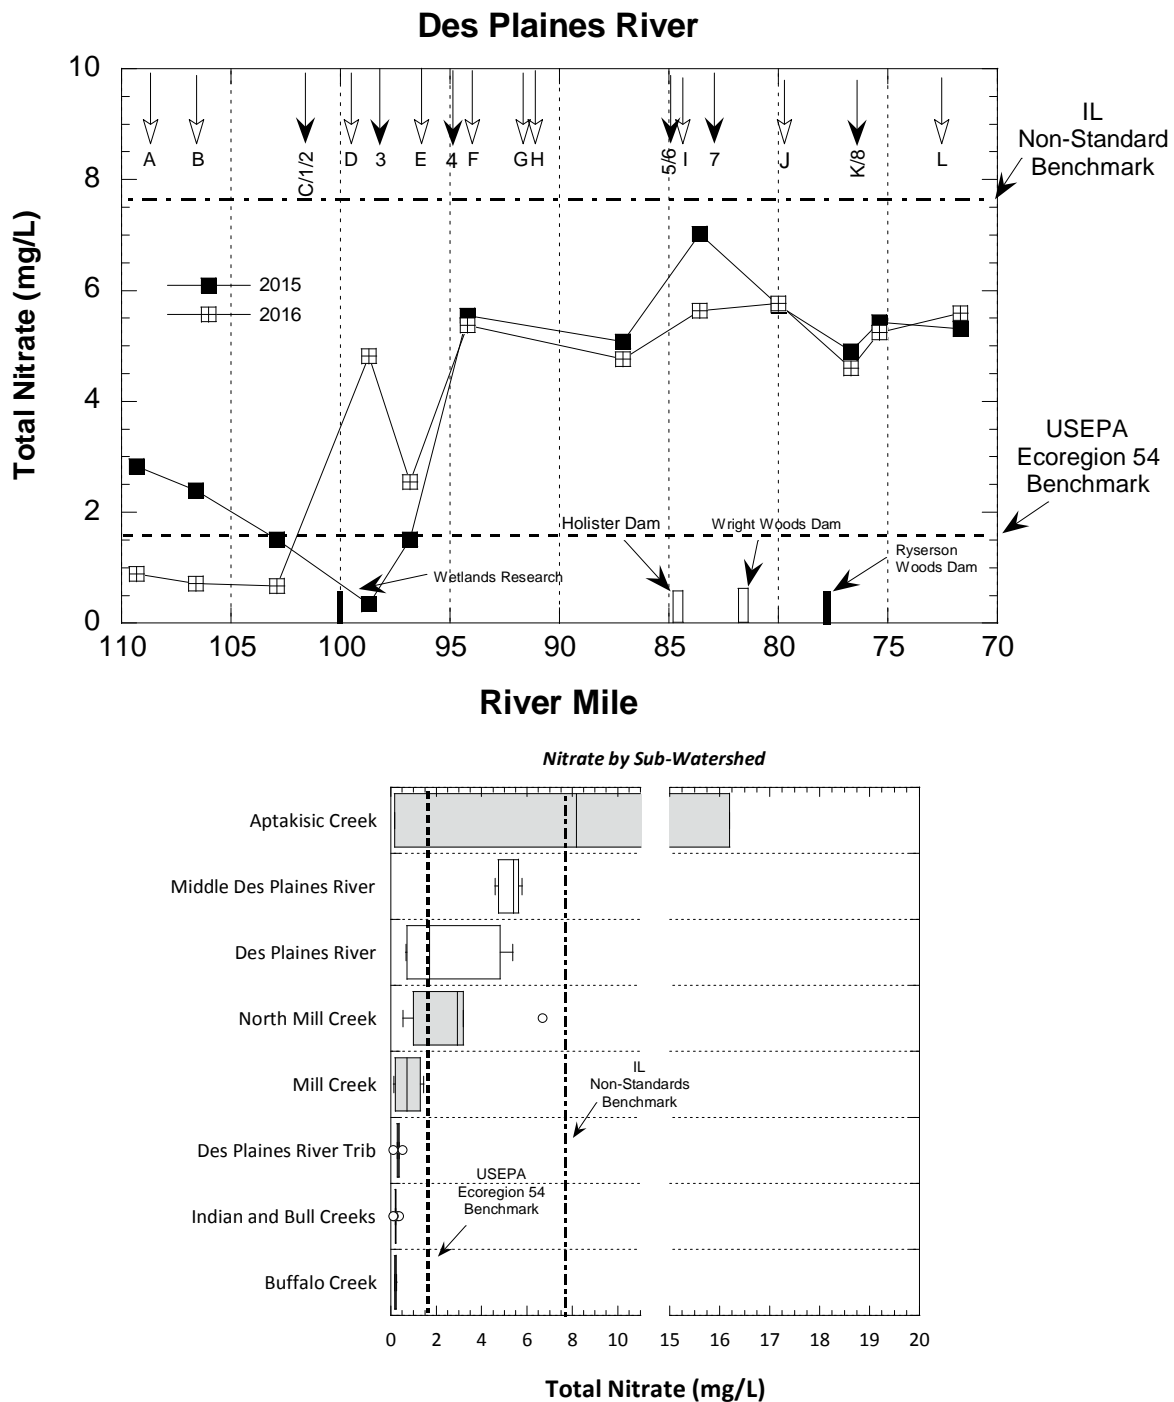 Des Plaines River
10
8
6
4
2
0
Total Nitrate (mg/L)
A
B
C/1/2
D
3
E
4
F
G
H
5/6
I
7
J
K/8
L
IL
Non-Standard
Benchmark
2015
2016
USEPA
Ecoregion 54
Benchmark
Holister Dam
Wright Woods Dam
Ryserson
Woods Dam
Wetlands Research
110
105
100
95
90
85
80
75
70
River Mile
Nitrate by Sub-Watershed
Aptakisic Creek
Middle Des Plaines River
Des Plaines River
North Mill Creek
Mill Creek
Des Plaines River Trib
Indian and Bull Creeks
Buffalo Creek
IL
Non-Standards
Benchmark
USEPA
Ecoregion 54
Benchmark
0
2
4
6
8
10
15
16
17
18
19
20
Total Nitrate (mg/L)